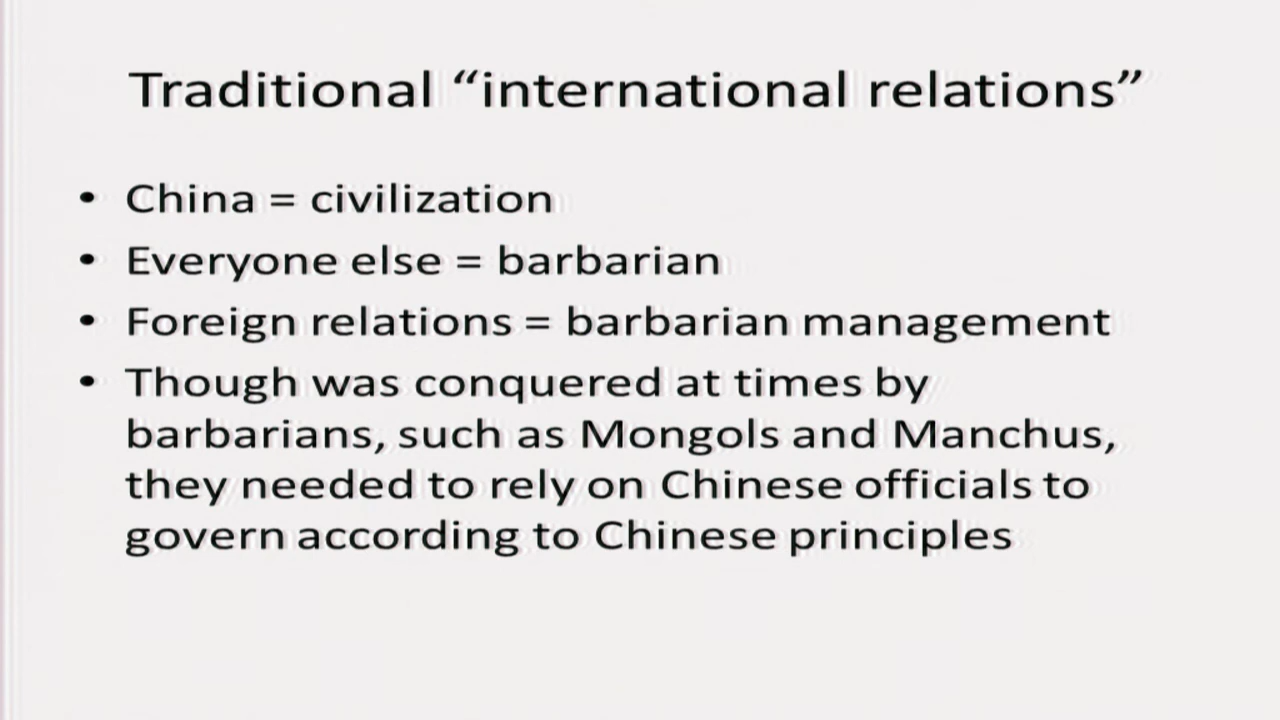 Traditional “international relations”
• China = civilization
• Everyone else = barbarian
• Foreign relations = barbarian management
• Though was conquered at times by
barbarians, such as Mongols and Manchus,
they needed to rely on Chinese officials to
govern according to Chinese principles